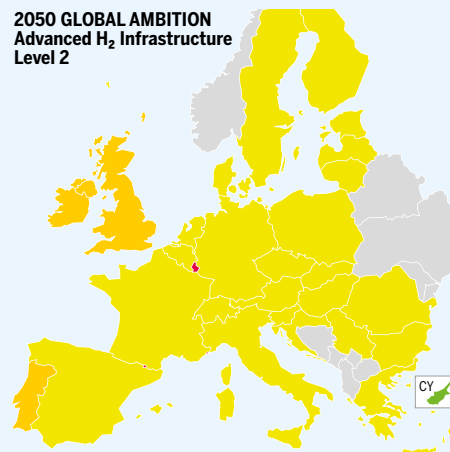 2050 GLOBAL AMBITION
Advanced H₂ Infrastructure
Level 2
CY